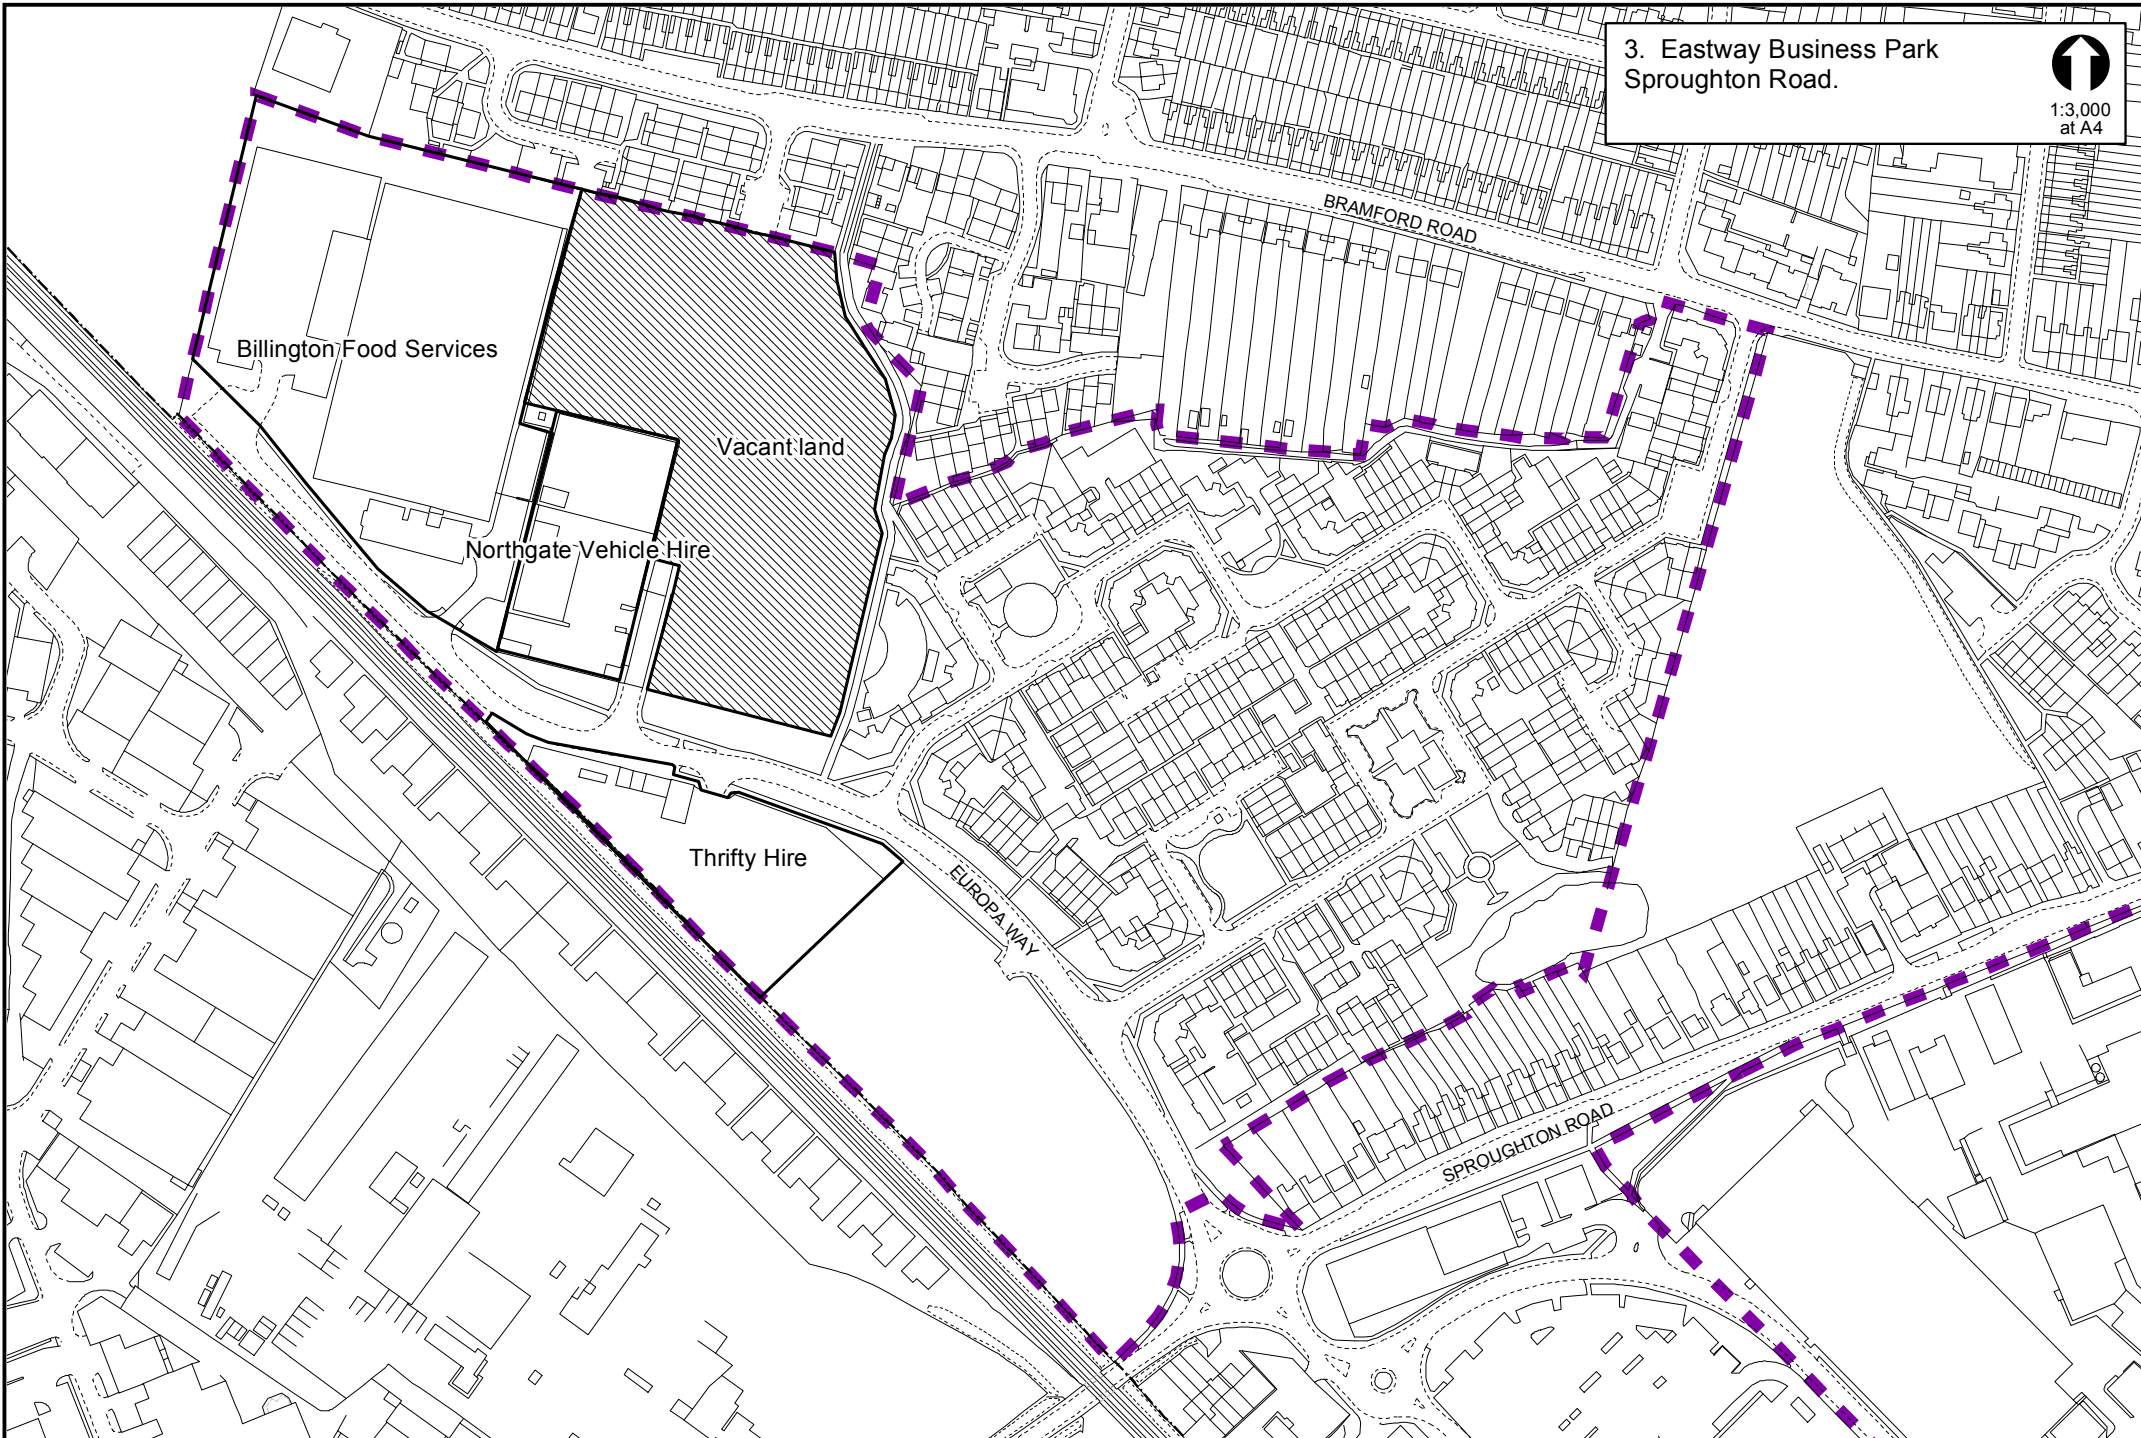 3. Eastway Business Park
Sproughton Road.
1:3,000
at A4
BRAMFORD ROAD
Billington Food Services
Vacant land
Northgate Vehicle Hire
Thrifty Hire
EUROPA WAY
SPROUGHTON ROAD